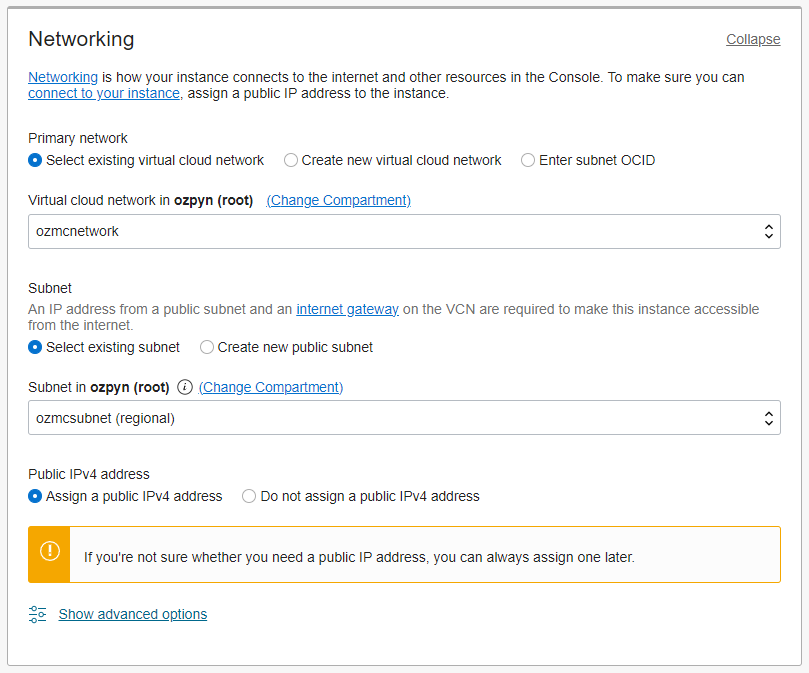 Networking
Collapse
Networking is how your instance connects to the internet and other resources in the Console. To make sure you can
connect to your instance, assign a public IP address to the instance.
Primary network
Select existing virtual cloud network
Create new virtual cloud network
Enter subnet OCID
Virtual cloud network in ozpyn (root) (Change Compartment)
ozmcnetwork
Subnet
An IP address from a public subnet and an internet gateway on the VCN are required to make this instance accessible
from the internet.
Select existing subnet
Create new public subnet
Subnet in ozpyn (root) (Change Compartment)
ozmcsubnet (regional)
Public IPv4 address
Assign a public IPv4 address
Do not assign a public IPv4 address
If you're not sure whether you need a public IP address, you can always assign one later.
Show advanced options